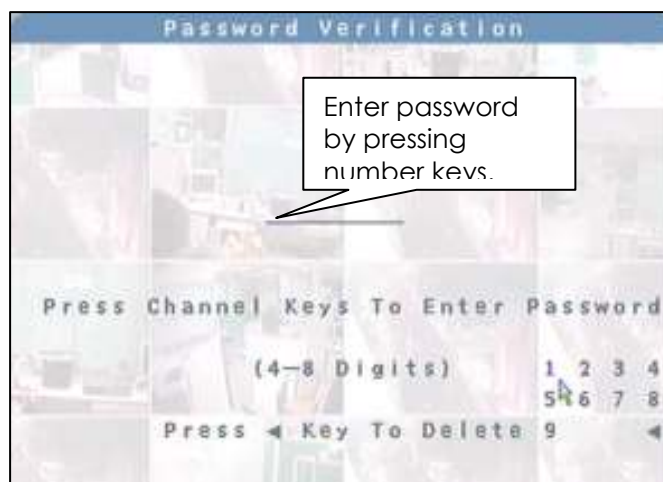 Password Verification
Enter password
by pressing
number keys.
Press Channel Keys To Enter Password
(4-8 Digits) 1 2 3 4
5 6 7 8
Press ◄ Key To Delete 9 ◄